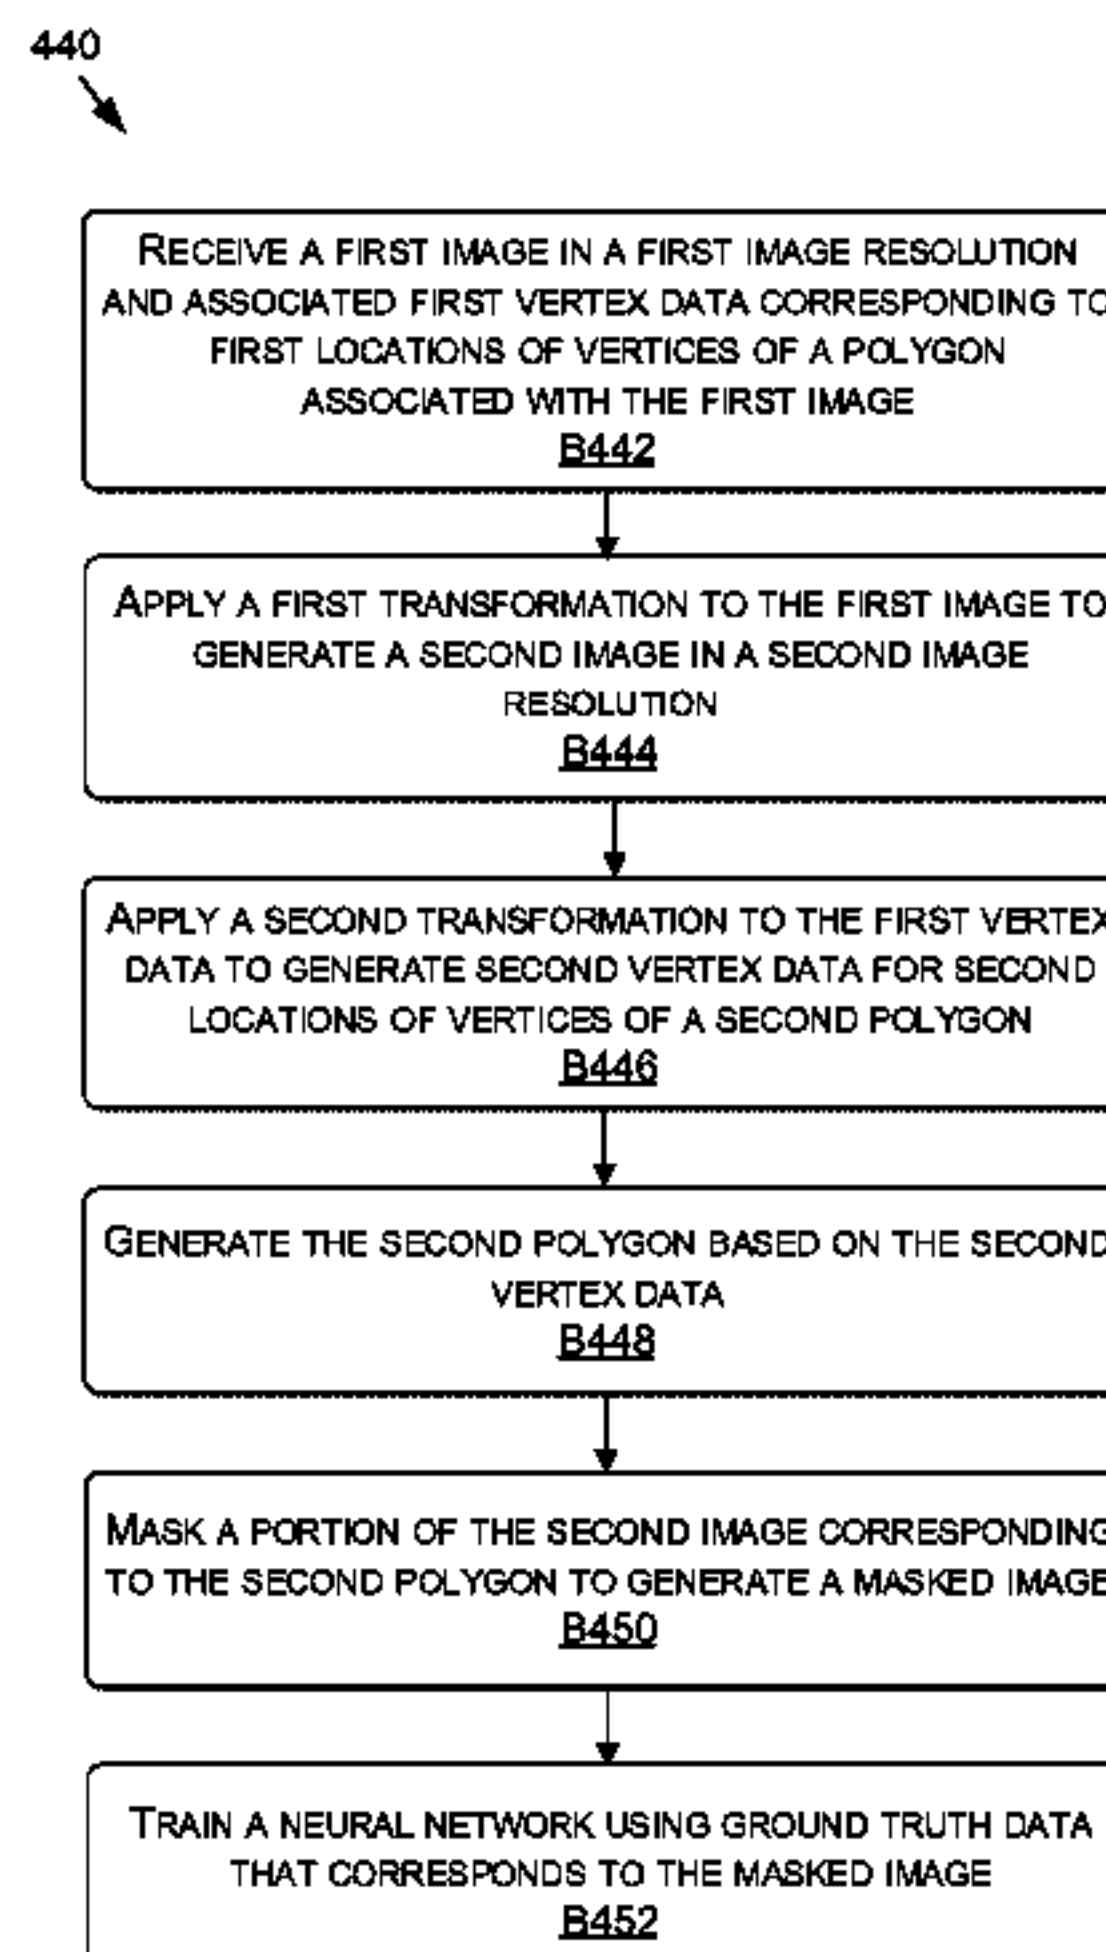 440
RECEIVE A FIRST IMAGE IN A FIRST IMAGE RESOLUTION
AND ASSOCIATED FIRST VERTEX DATA CORRESPONDING TO
FIRST LOCATIONS OF VERTICES OF A POLYGON
ASSOCIATED WITH THE FIRST IMAGE
B442
APPLY A FIRST TRANSFORMATION TO THE FIRST IMAGE TO
GENERATE A SECOND IMAGE IN A SECOND IMAGE
RESOLUTION
B444
APPLY A SECOND TRANSFORMATION TO THE FIRST VERTEX
DATA TO GENERATE SECOND VERTEX DATA FOR SECOND
LOCATIONS OF VERTICES OF A SECOND POLYGON
B446
GENERATE THE SECOND POLYGON BASED ON THE SECOND
VERTEX DATA
B448
MASK A PORTION OF THE SECOND IMAGE CORRESPONDING
TO THE SECOND POLYGON TO GENERATE A MASKED IMAGE
B450
TRAIN A NEURAL NETWORK USING GROUND TRUTH DATA
THAT CORRESPONDS TO THE MASKED IMAGE
B452